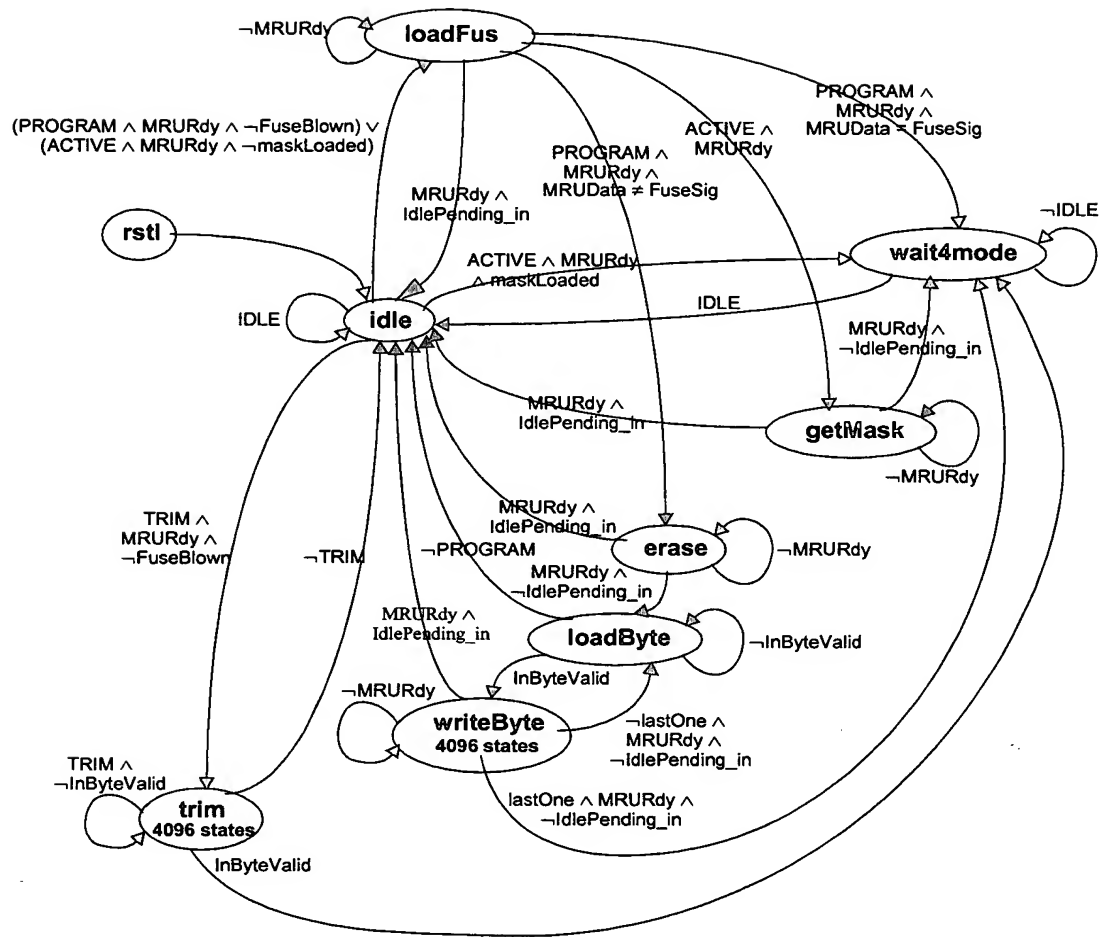 ¬MRURdy
loadFus
(PROGRAM ∧ MRURdy ∧ ¬FuseBlown) ∨
(ACTIVE ∧ MRURdy ∧ ¬maskLoaded)
MRURdy ∧
IdlePending_in
PROGRAM ∧
MRURdy ∧
MRUData ≠ FuseSig
ACTIVE ∧
MRURdy
PROGRAM ∧
MRURdy ∧
MRUData = FuseSig
rstl
¬IDLE
wait4mode
ACTIVE ∧ MRURdy
∧ maskLoaded
IDLE
IDLE
idle
MRURdy ∧
¬IdlePending_in
MRURdy ∧
IdlePending_in
getMask
¬MRURdy
TRIM ∧
MRURdy ∧
¬FuseBlown
¬TRIM
MRURdy ∧
IdlePending_in
erase
¬MRURdy
¬PROGRAM
MRURdy ∧
¬IdlePending_in
MRURdy ∧
IdlePending_in
loadByte
¬InByteValid
InByteValid
¬MRURdy
writeByte
4096 states
¬lastOne ∧
MRURdy ∧
¬IdlePending_in
TRIM ∧
¬InByteValid
trim
4096 states
lastOne ∧ MRURdy ∧
¬IdlePending_in
InByteValid